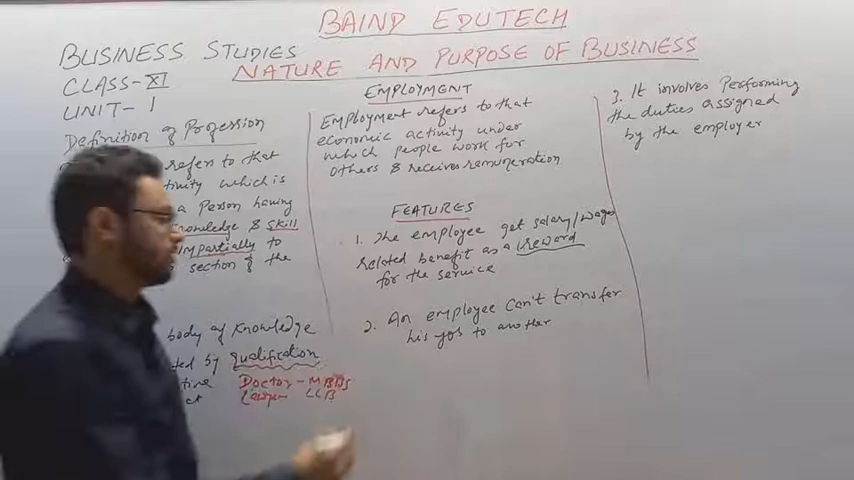 BAIND EDUTECH
BUSINESS STUDIES
CLASS-XI
UNIT- I
NATURE AND PURPOSE OF BUSINESS
Definition of Profession
refers to that
which is
a Person having
Knowledge & Skill
impartially to
section of the
body of Knowledge
by qualification
Doctor - MBBS
Lawyer - LLB
EMPLOYMENT
Employment refers to that
economic activity under
which people work for
others & receives remuneration
FEATURES
1. The employee get salary/wages
related benefit as a reward
for the service
2. An employee can't transfer
his job to another
3. It involves Performing
the duties assigned
by the employer